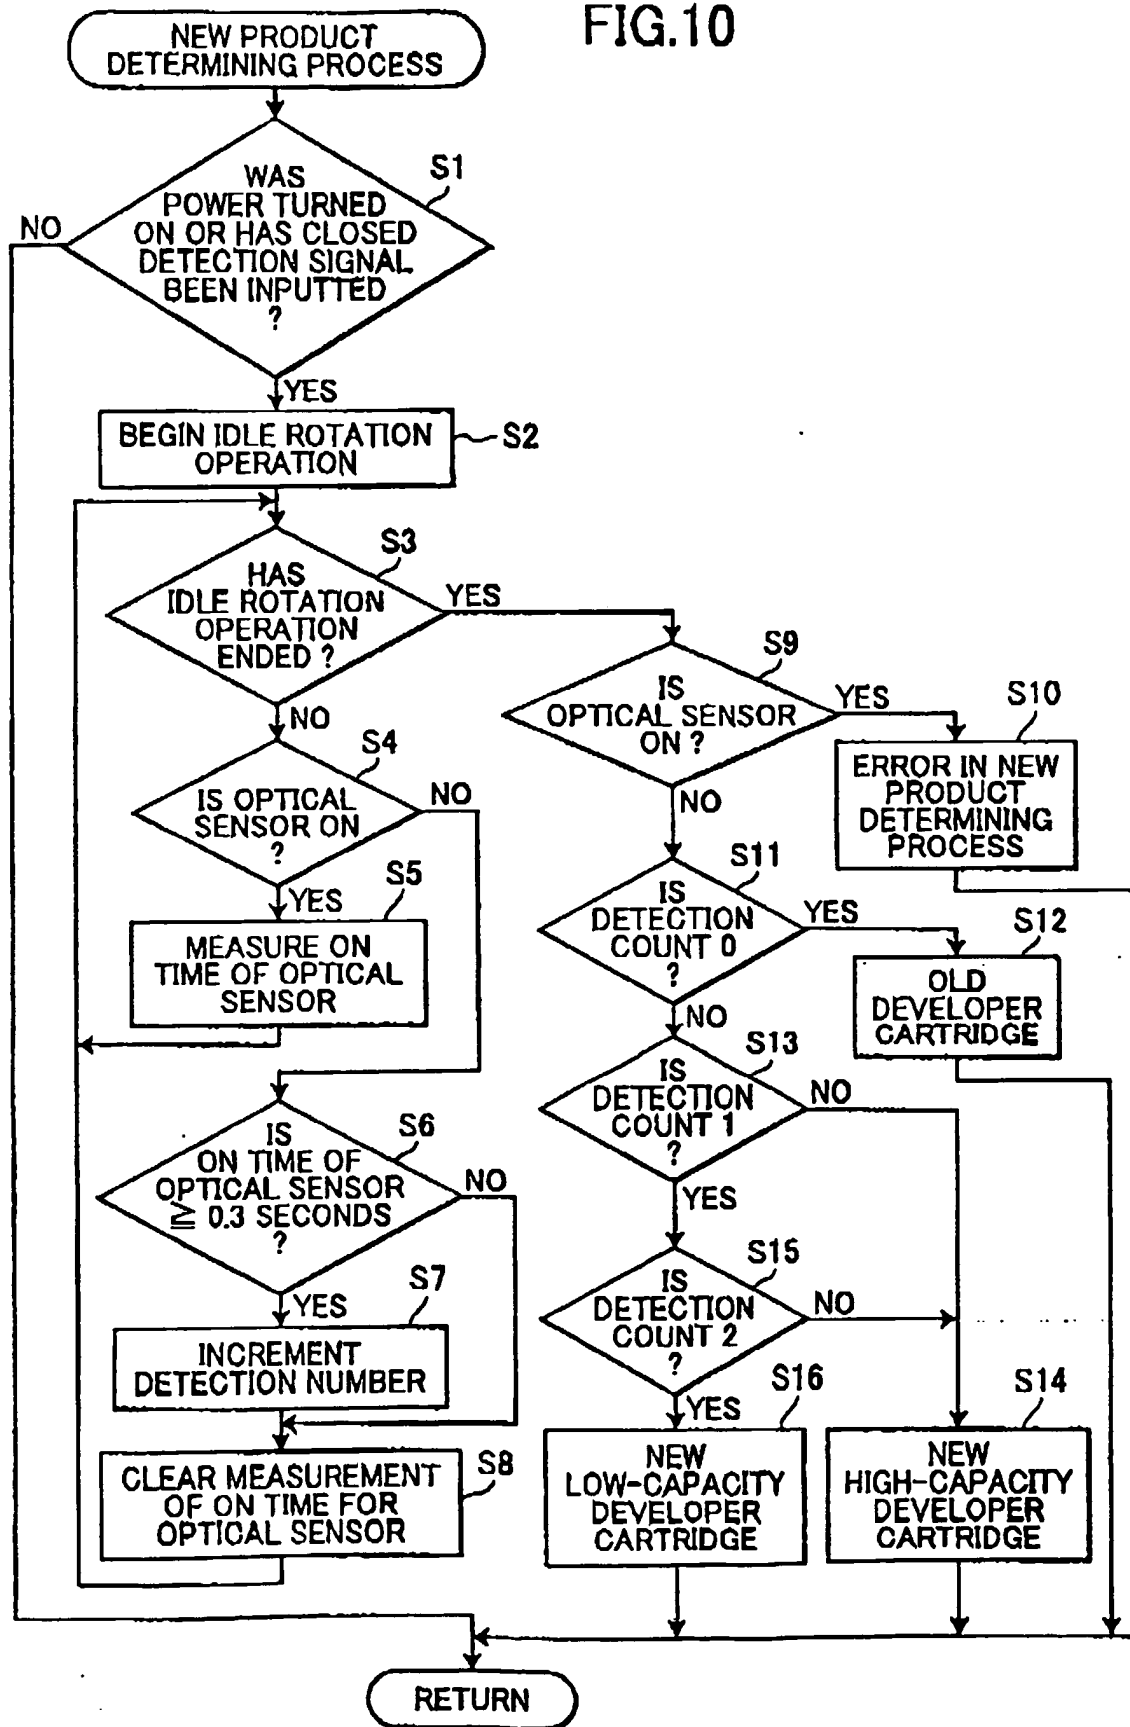 FIG.10
NEW PRODUCT
DETERMINING PROCESS
S1
WAS
POWER TURNED
ON OR HAS CLOSED
DETECTION SIGNAL
BEEN INPUTTED
?
NO
YES
BEGIN IDLE ROTATION
OPERATION
S2
S3
HAS
IDLE ROTATION
OPERATION
ENDED ?
YES
NO
S4
IS OPTICAL
SENSOR ON
?
NO
YES
S5
MEASURE ON
TIME OF OPTICAL
SENSOR
S6
IS
ON TIME OF
OPTICAL SENSOR
≧ 0.3 SECONDS
?
NO
YES
S7
INCREMENT
DETECTION NUMBER
CLEAR MEASUREMENT
OF ON TIME FOR
OPTICAL SENSOR
S8
S9
IS
OPTICAL SENSOR
ON ?
YES
NO
S10
ERROR IN NEW
PRODUCT
DETERMINING
PROCESS
S11
IS
DETECTION
COUNT 0
?
YES
NO
S12
OLD
DEVELOPER
CARTRIDGE
S13
IS
DETECTION
COUNT 1
?
NO
YES
S15
IS
DETECTION
COUNT 2
?
NO
YES
S16
NEW
LOW-CAPACITY
DEVELOPER
CARTRIDGE
S14
NEW
HIGH-CAPACITY
DEVELOPER
CARTRIDGE
RETURN